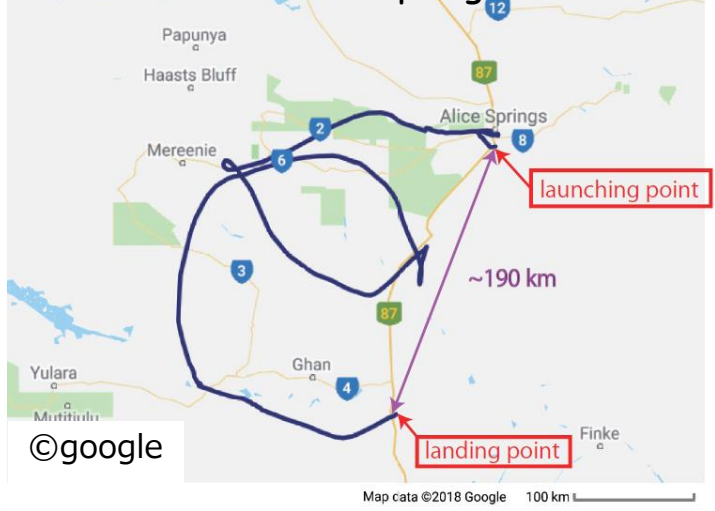 12
Papunya
Haasts Bluff
87
Alice Springs
2
8
Mereenie
6
launching point
3
~190 km
87
Ghan
4
Yulara
Mutitjulu
©google
landing point
Finke
Map data ©2018 Google 100 km